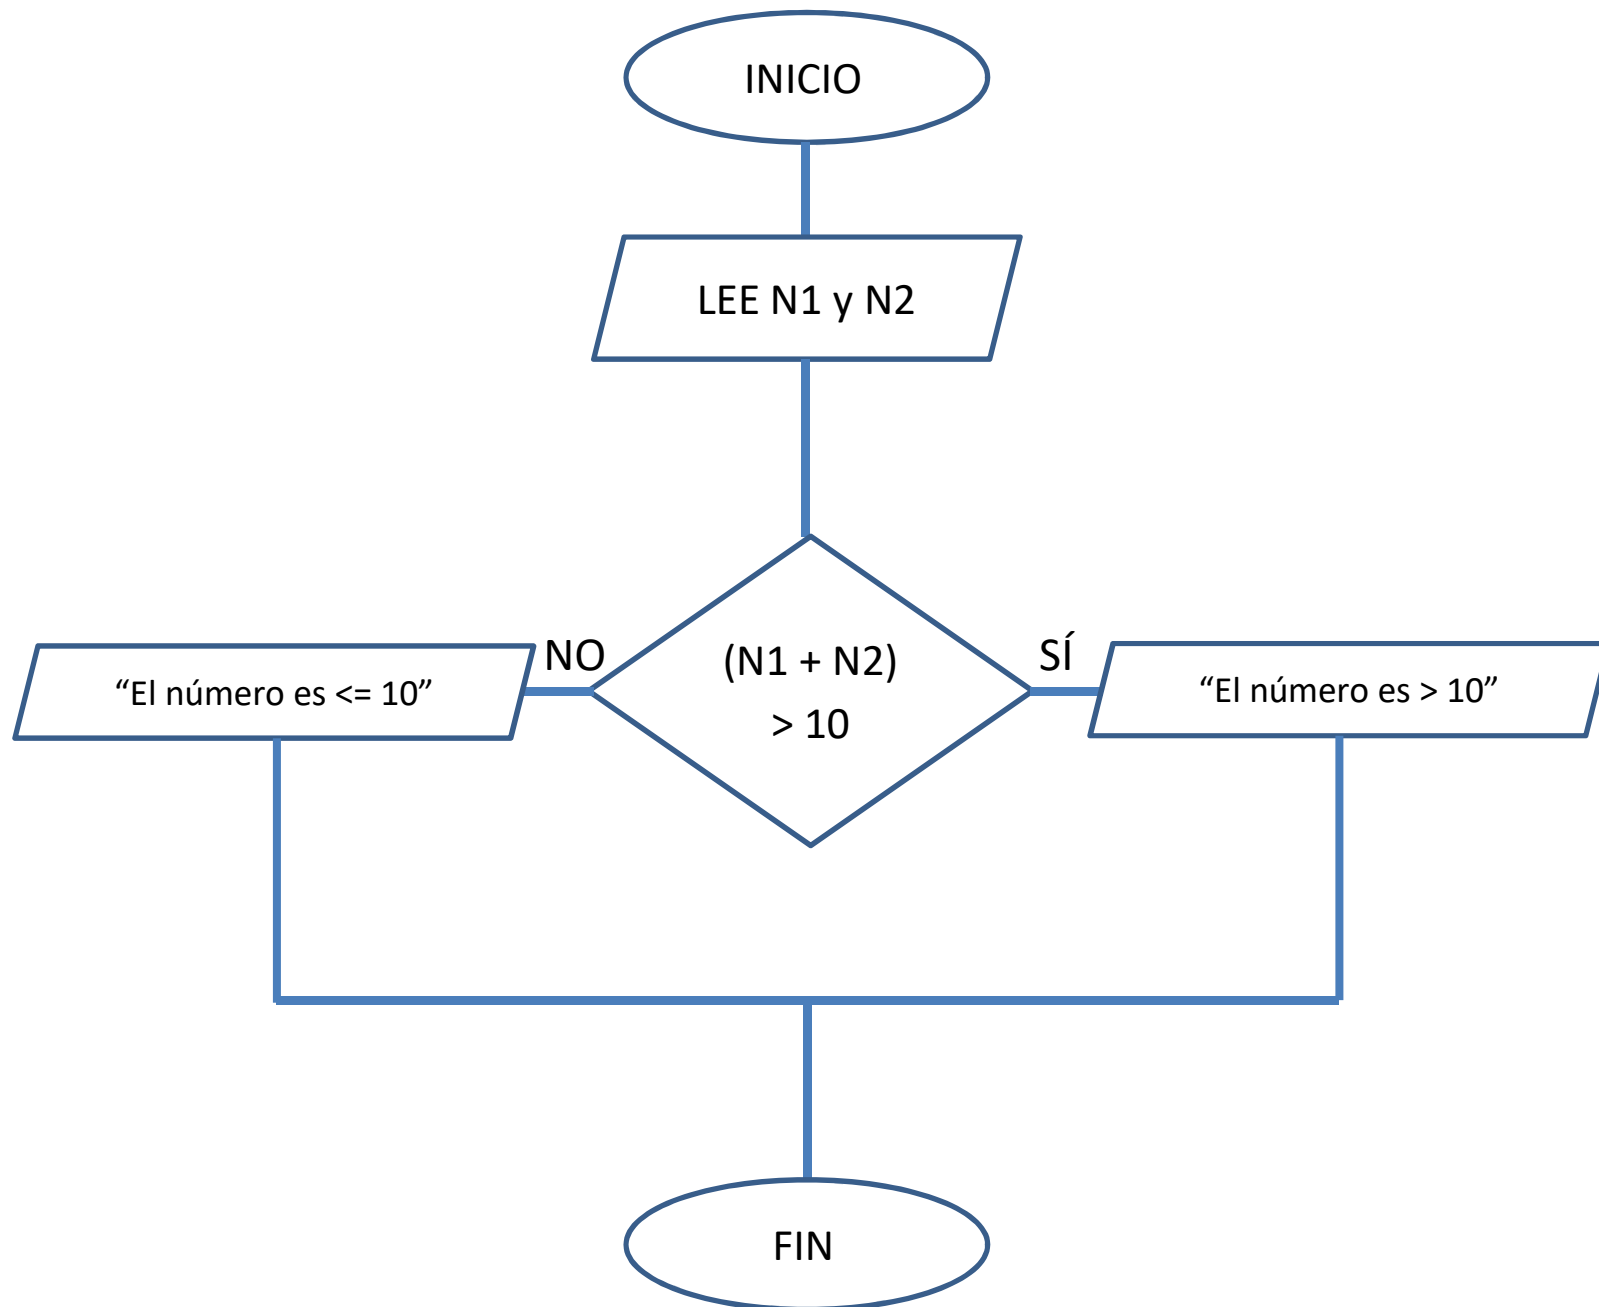 INICIO
LEE N1 y N2
NO
(N1 + N2)
> 10
SÍ
“El número es <= 10”
“El número es > 10”
FIN